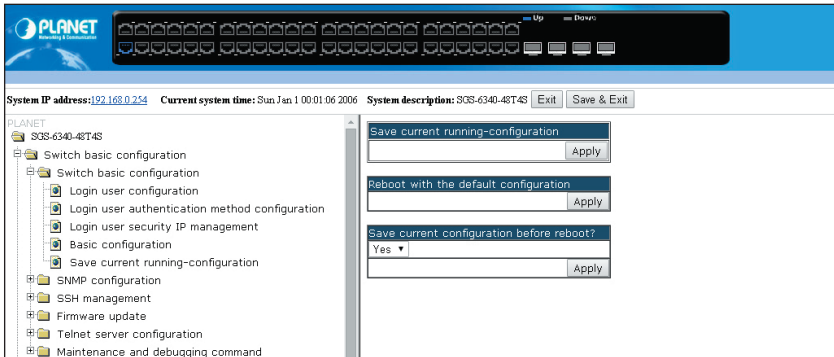 PLANET
Networking & Communication
Up
Down
System IP address:192.168.0.254 Current system time: Sun Jan 1 00:01:06 2006 System description: SGS-6340-48T4S Exit Save & Exit
PLANET
SGS-6340-48T4S
Switch basic configuration
Switch basic configuration
Login user configuration
Login user authentication method configuration
Login user security IP management
Basic configuration
Save current running-configuration
SNMP configuration
SSH management
Firmware update
Telnet server configuration
Maintenance and debugging command
Save current running-configuration
Apply
Reboot with the default configuration
Apply
Save current configuration before reboot?
Yes
Apply